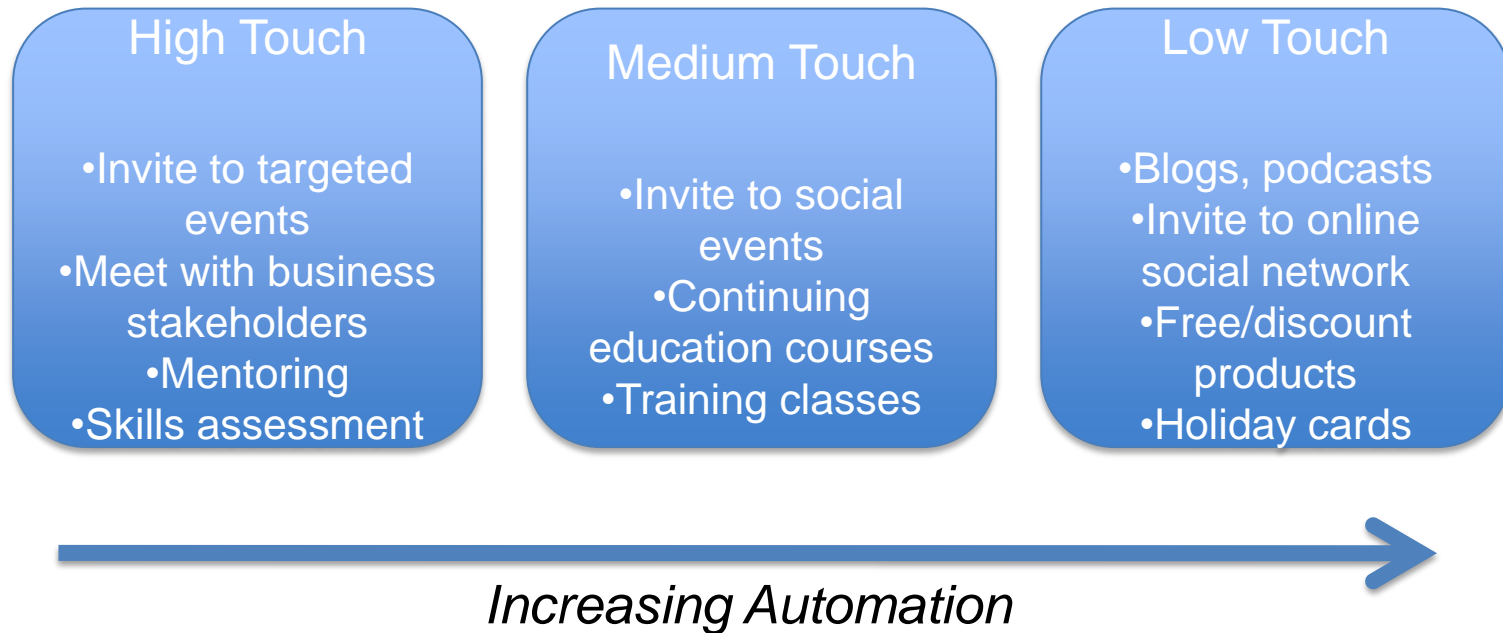 High Touch
•Invite to targeted
events
•Meet with business
stakeholders
•Mentoring
•Skills assessment
Medium Touch
•Invite to social
events
•Continuing
education courses
•Training classes
Low Touch
•Blogs, podcasts
•Invite to online
social network
•Free/discount
products
•Holiday cards
Increasing Automation